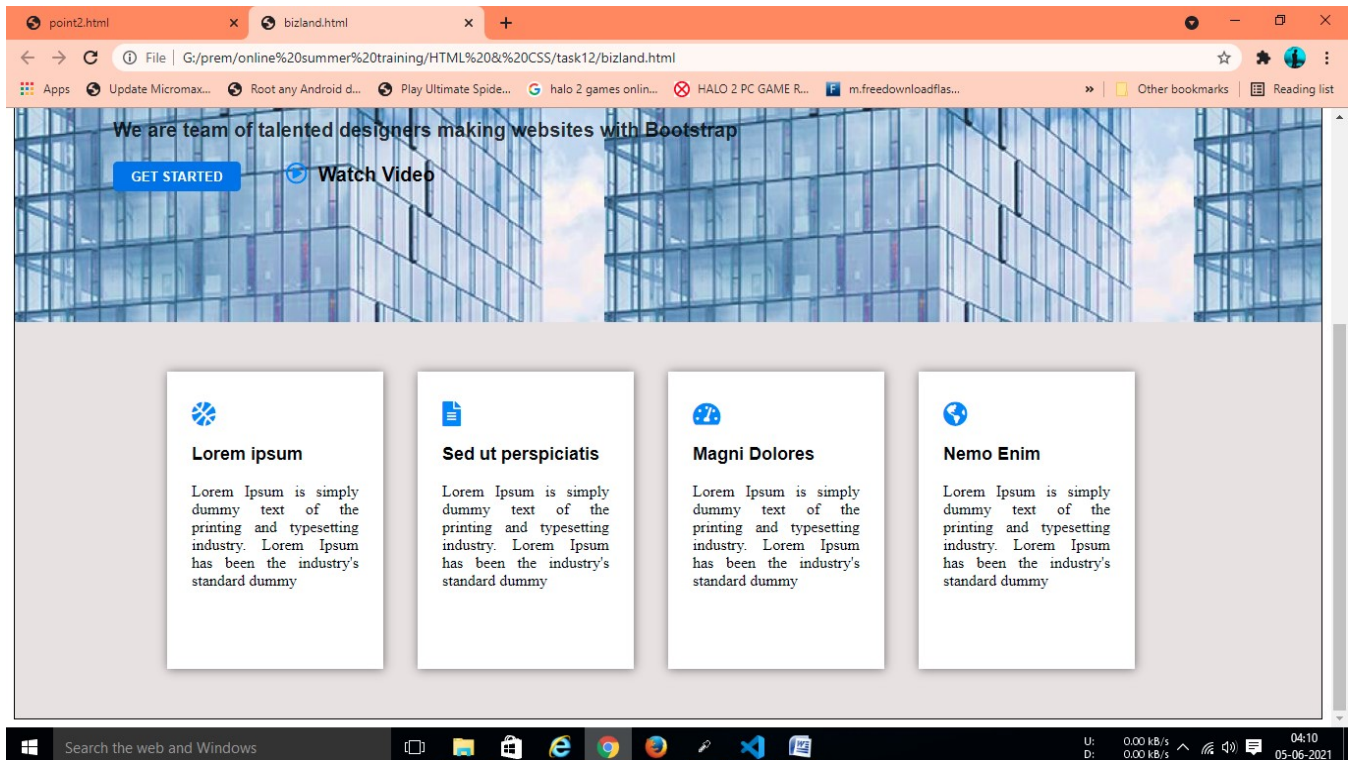 point2.html
bizland.html
File | G:/prem/online%20summer%20training/HTML%20&%20CSS/task12/bizland.html
Apps Update Micromax... Root any Android d... Play Ultimate Spide... halo 2 games onlin... HALO 2 PC GAME R... m.freedownloadflas... » Other bookmarks Reading list
We are team of talented designers making websites with Bootstrap
GET STARTED Watch Video
Lorem ipsum
Lorem Ipsum is simply
dummy text of the
printing and typesetting
industry. Lorem Ipsum
has been the industry's
standard dummy
Sed ut perspiciatis
Lorem Ipsum is simply
dummy text of the
printing and typesetting
industry. Lorem Ipsum
has been the industry's
standard dummy
Magni Dolores
Lorem Ipsum is simply
dummy text of the
printing and typesetting
industry. Lorem Ipsum
has been the industry's
standard dummy
Nemo Enim
Lorem Ipsum is simply
dummy text of the
printing and typesetting
industry. Lorem Ipsum
has been the industry's
standard dummy
Search the web and Windows
U: 0.00 kB/s
D: 0.00 kB/s
04:10
05-06-2021